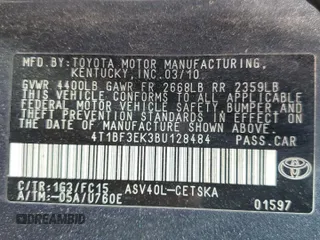 MFD.BY:TOYOTA MOTOR MANUFACTURING,
KENTUCKY, INC. 03/10
GVWR 4400LB GAWR FR 2668LB RR 2359LB
THIS VEHICLE CONFORMS TO ALL APPLICABLE
FEDERAL MOTOR VEHICLE SAFETY, BUMPER, AND
THEFT PREVENTION STANDARDS IN EFFECT ON
THE DATE OF MANUFACTURE SHOWN ABOVE.
4T1BF3EK3BU128484 PASS.CAR
C/TR:1G3/FC15 ASV40L-CETSKA
A/TM:-05A/U760E
TOYOTA
01597